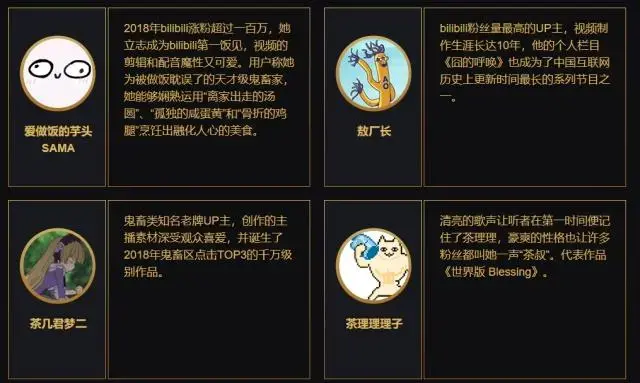 2018年bilibili涨粉超过一百万，她
立志成为bilibili第一饭见，视频的
剪辑和配音魔性又可爱。用户称她
为被做饭耽误了的天才级鬼畜家，
她能够娴熟运用“离家出走的汤
圆”、“孤独的咸蛋黄”和“骨折的鸡
腿”烹饪出融化人心的美食。
爱做饭的芋头
SAMA
bilibili粉丝量最高的UP主，视频制
作生涯长达10年，他的个人栏目
《囧的呼唤》也成为了中国互联网
历史上更新时间最长的系列节目之
一。
敖厂长
鬼畜类知名老牌UP主，创作的主
播素材深受观众喜爱，并诞生了
2018年鬼畜区点击TOP3的千万级
别作品。
茶几君梦二
清亮的歌声让听者在第一时间便记
住了茶理理，豪爽的性格也让许多
粉丝都叫她一声“茶叔”。代表作品
《世界版 Blessing》。
茶理理理子